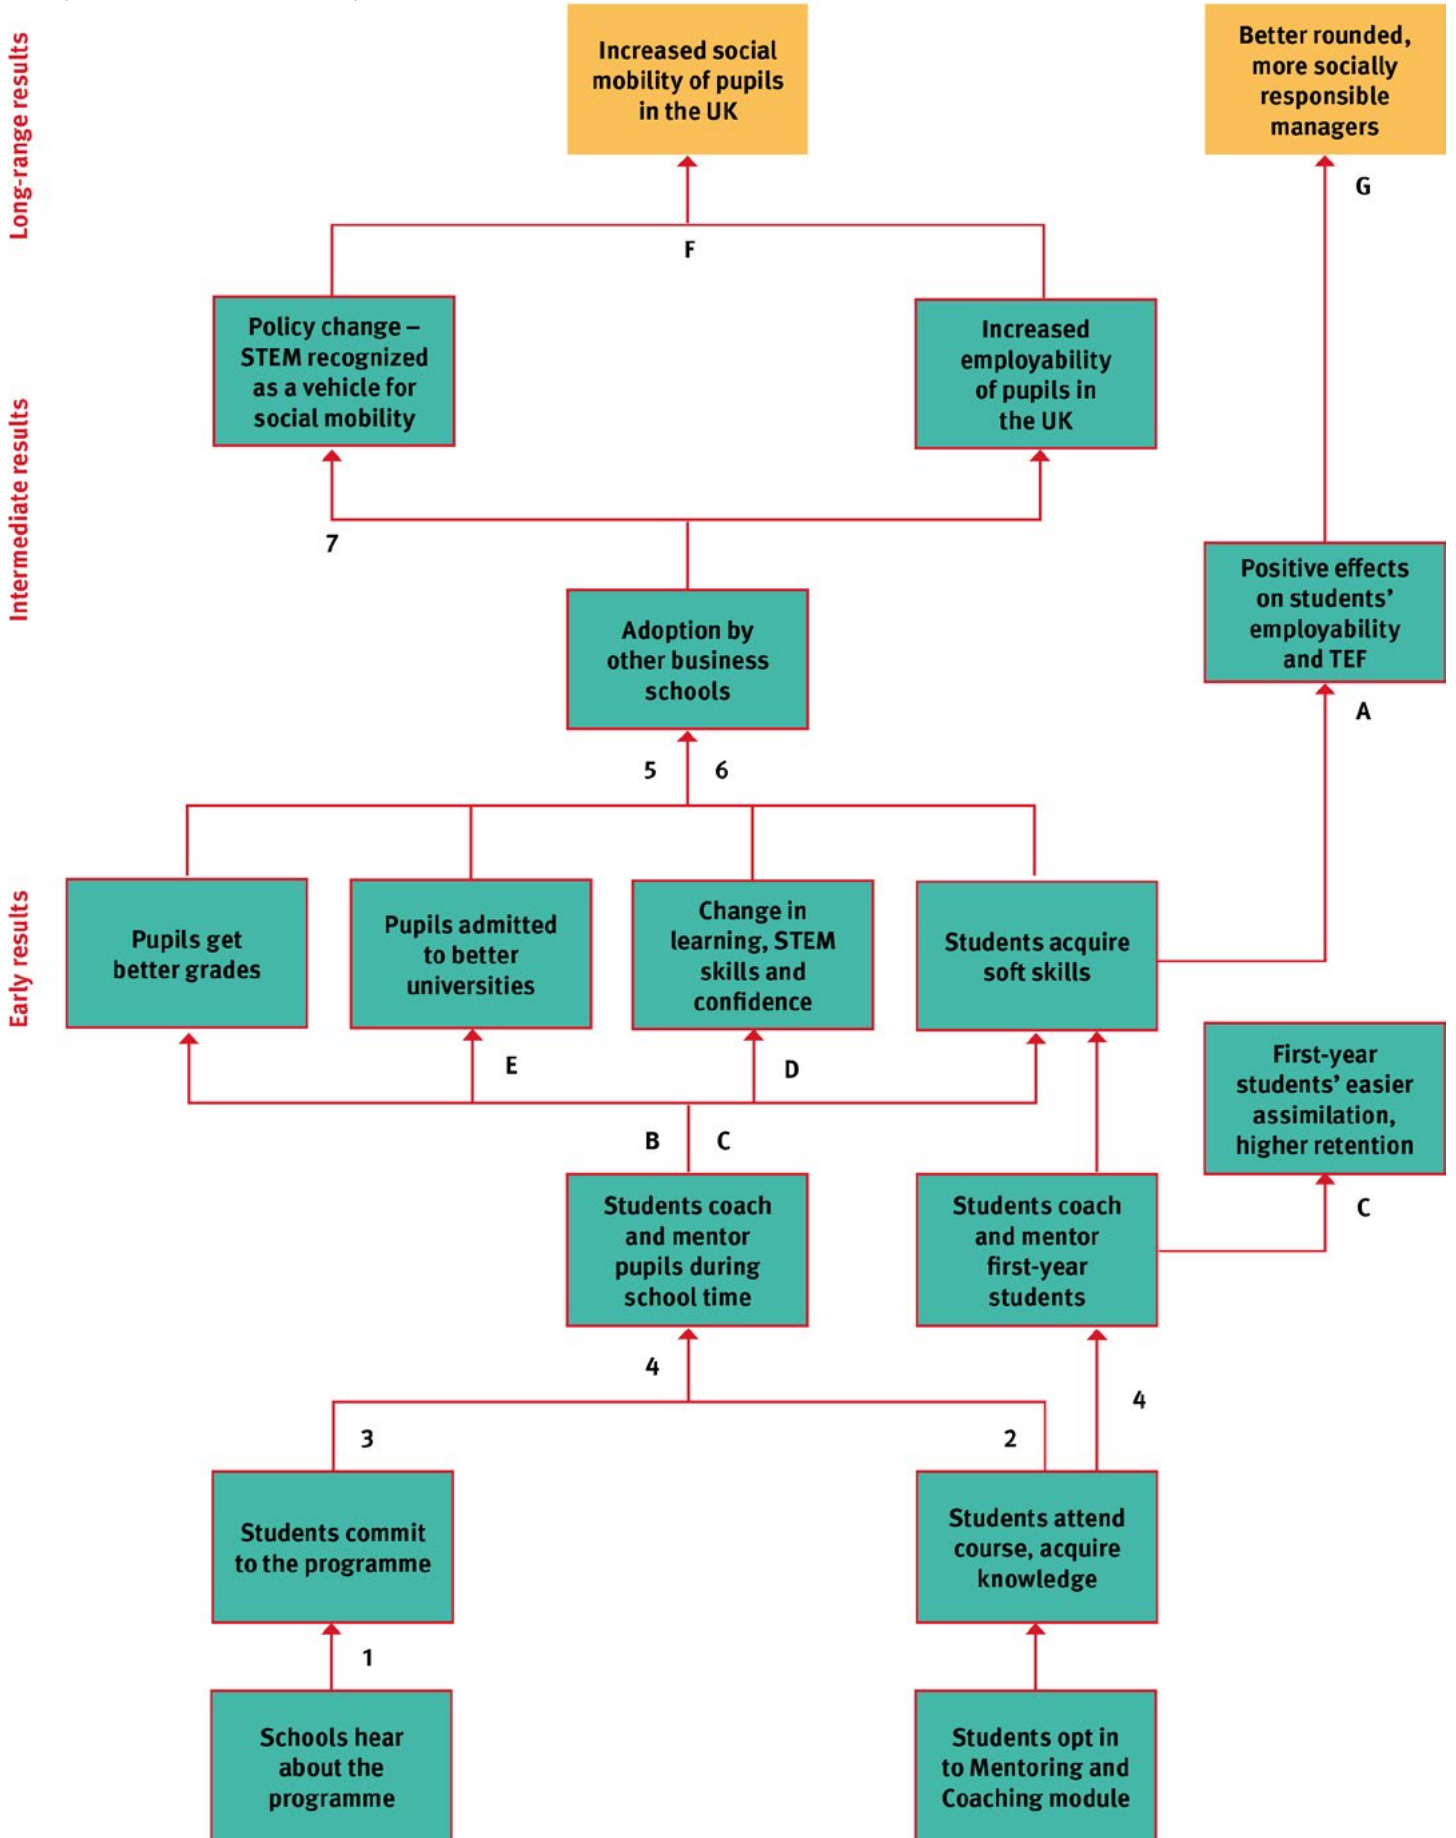 Long-range results
Increased social
mobility of pupils
in the UK
Better rounded,
more socially
responsible
managers
G
F
Intermediate results
Policy change –
STEM recognized
as a vehicle for
social mobility
Increased
employability
of pupils in
the UK
7
Adoption by
other business
schools
Positive effects
on students’
employability
and TEF
A
5
6
Early results
Pupils get
better grades
Pupils admitted
to better
universities
Change in
learning, STEM
skills and
confidence
Students acquire
soft skills
E
D
First-year
students’ easier
assimilation,
higher retention
B
C
Students coach
and mentor
pupils during
school time
Students coach
and mentor
first-year
students
C
4
4
3
2
Students commit
to the programme
Students attend
course, acquire
knowledge
1
Schools hear
about the
programme
Students opt in
to Mentoring and
Coaching module